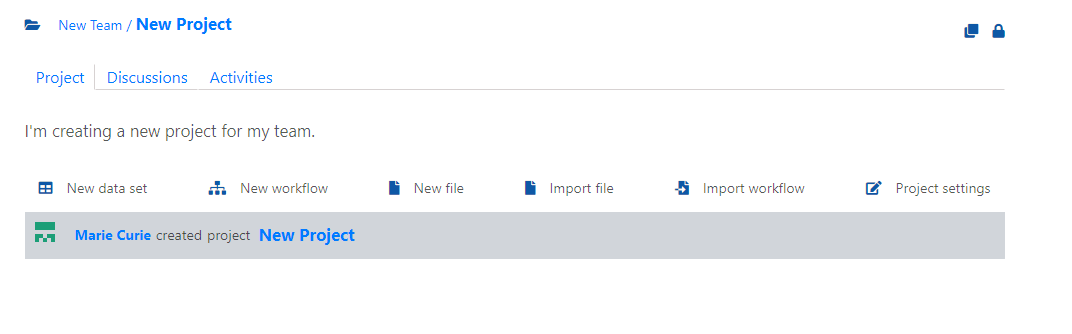 New Team / New Project
Project Discussions Activities
I'm creating a new project for my team.
New data set New workflow New file Import file Import workflow Project settings
Marie Curie created project New Project